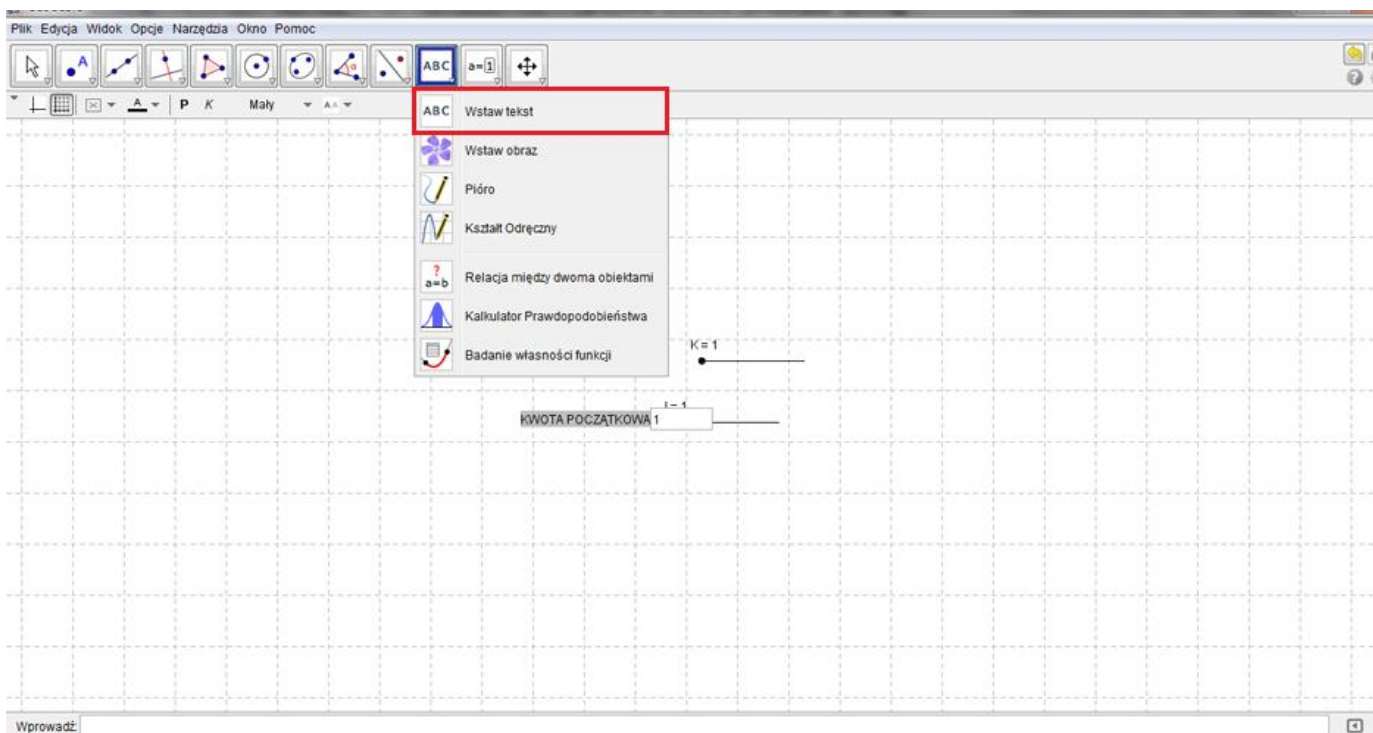 Plik Edycja Widok Opcje Narzędzia Okno Pomoc
A
α
ABC
a=1
P K Mały A A
ABC Wstaw tekst
Wstaw obraz
Pióro
Kształt Odręczny
? a=b Relacja między dwoma obiektami
Kalkulator Prawdopodobieństwa
Badanie własności funkcji
K = 1
KWOTA POCZĄTKOWA 1
Wprowadź: